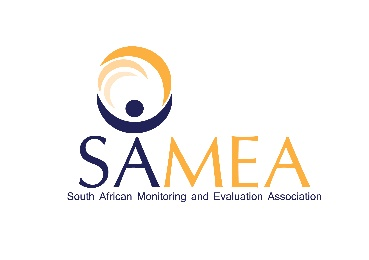 SAMEA
South African Monitoring and Evaluation Association